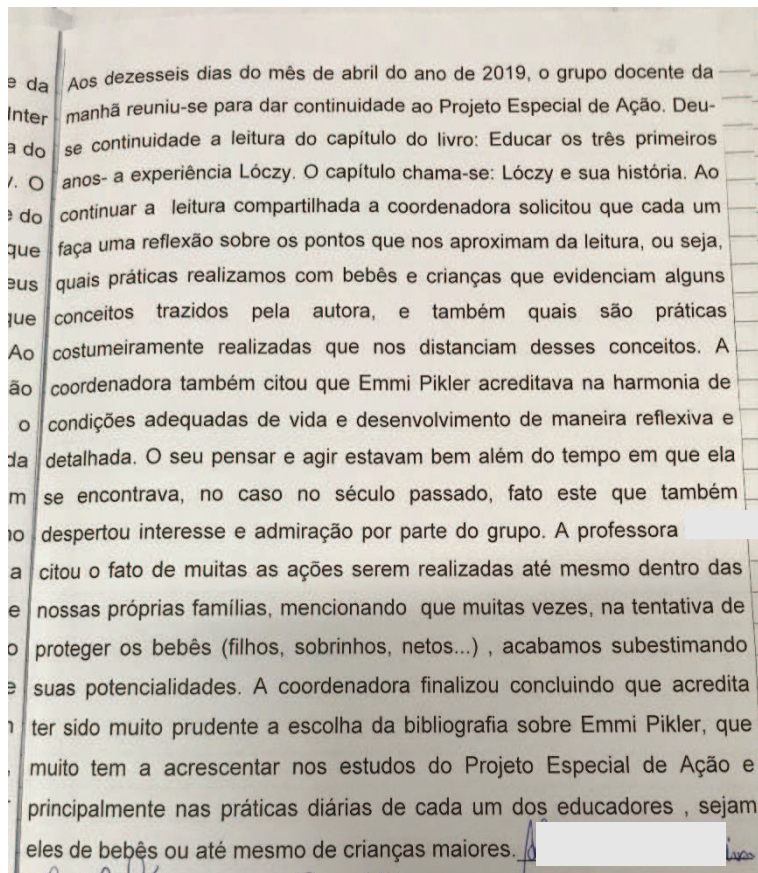 Aos dezesseis dias do mês de abril do ano de 2019, o grupo docente da
manhã reuniu-se para dar continuidade ao Projeto Especial de Ação. Deu-
se continuidade a leitura do capítulo do livro: Educar os três primeiros
anos- a experiência Lóczy. O capítulo chama-se: Lóczy e sua história. Ao
continuar a leitura compartilhada a coordenadora solicitou que cada um
faça uma reflexão sobre os pontos que nos aproximam da leitura, ou seja,
quais práticas realizamos com bebês e crianças que evidenciam alguns
conceitos trazidos pela autora, e também quais são práticas
costumeiramente realizadas que nos distanciam desses conceitos. A
coordenadora também citou que Emmi Pikler acreditava na harmonia de
condições adequadas de vida e desenvolvimento de maneira reflexiva e
detalhada. O seu pensar e agir estavam bem além do tempo em que ela
se encontrava, no caso no século passado, fato este que também
despertou interesse e admiração por parte do grupo. A professora
citou o fato de muitas as ações serem realizadas até mesmo dentro das
nossas próprias famílias, mencionando que muitas vezes, na tentativa de
proteger os bebês (filhos, sobrinhos, netos...) , acabamos subestimando
suas potencialidades. A coordenadora finalizou concluindo que acredita
ter sido muito prudente a escolha da bibliografia sobre Emmi Pikler, que
muito tem a acrescentar nos estudos do Projeto Especial de Ação e
principalmente nas práticas diárias de cada um dos educadores , sejam
eles de bebês ou até mesmo de crianças maiores.